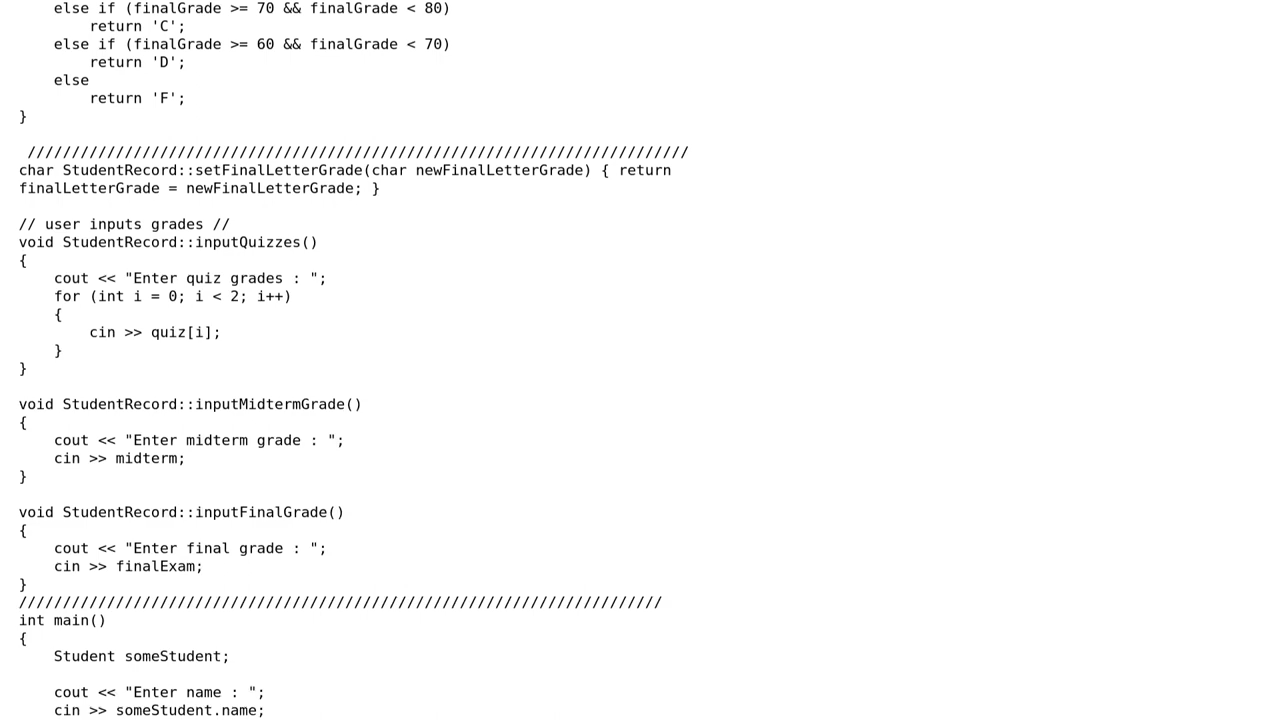 else if (finalGrade >= 70 && finalGrade < 80)
        return 'C';
    else if (finalGrade >= 60 && finalGrade < 70)
        return 'D';
    else
        return 'F';
}
 ///////////////////////////////////////////////////////////////////////////
char StudentRecord::setFinalLetterGrade(char newFinalLetterGrade) { return
finalLetterGrade = newFinalLetterGrade; }
// user inputs grades //
void StudentRecord::inputQuizzes()
{
    cout << "Enter quiz grades : ";
    for (int i = 0; i < 2; i++)
    {
        cin >> quiz[i];
    }
}
void StudentRecord::inputMidtermGrade()
{
    cout << "Enter midterm grade : ";
    cin >> midterm;
}
void StudentRecord::inputFinalGrade()
{
    cout << "Enter final grade : ";
    cin >> finalExam;
}
/////////////////////////////////////////////////////////////////////////
int main()
{
    Student someStudent;
    cout << "Enter name : ";
    cin >> someStudent.name;